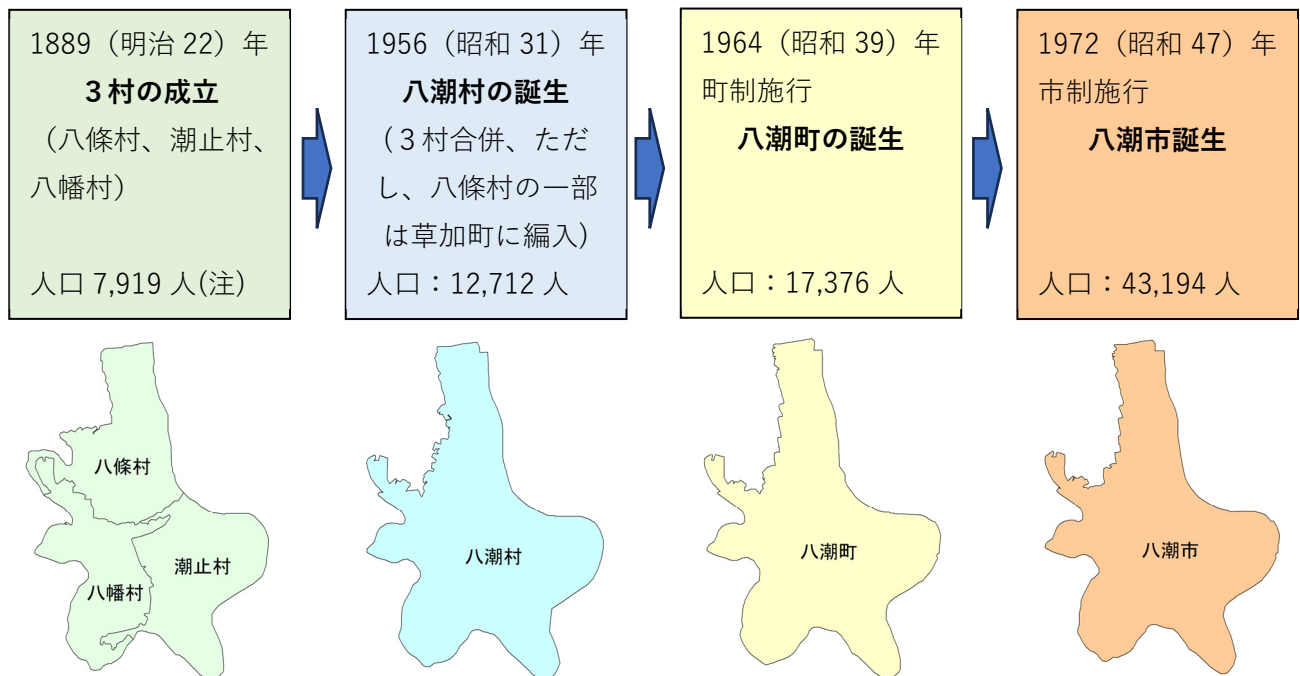 1889（明治 22）年
３村の成立
（八條村、潮止村、
八幡村）
人口 7,919 人(注)
1956（昭和 31）年
八潮村の誕生
（３村合併、ただ
し、八條村の一部
は草加町に編入）
人口：12,712 人
1964（昭和 39）年
町制施行
八潮町の誕生
人口：17,376 人
1972（昭和 47）年
市制施行
八潮市誕生
人口：43,194 人
八條村
潮止村
八幡村
八潮村
八潮町
八潮市